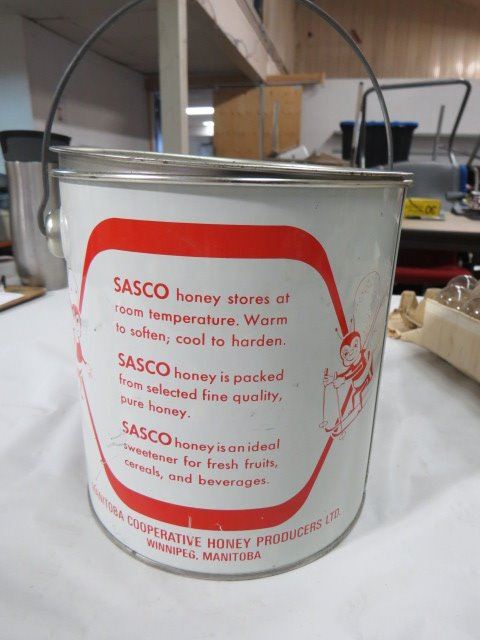 SASCO honey stores at
room temperature. Warm
to soften; cool to harden.
SASCO honey is packed
from selected fine quality,
pure honey.
SASCO honey is an ideal
sweetener for fresh fruits,
cereals, and beverages.
MANITOBA COOPERATIVE HONEY PRODUCERS LTD.
WINNIPEG, MANITOBA